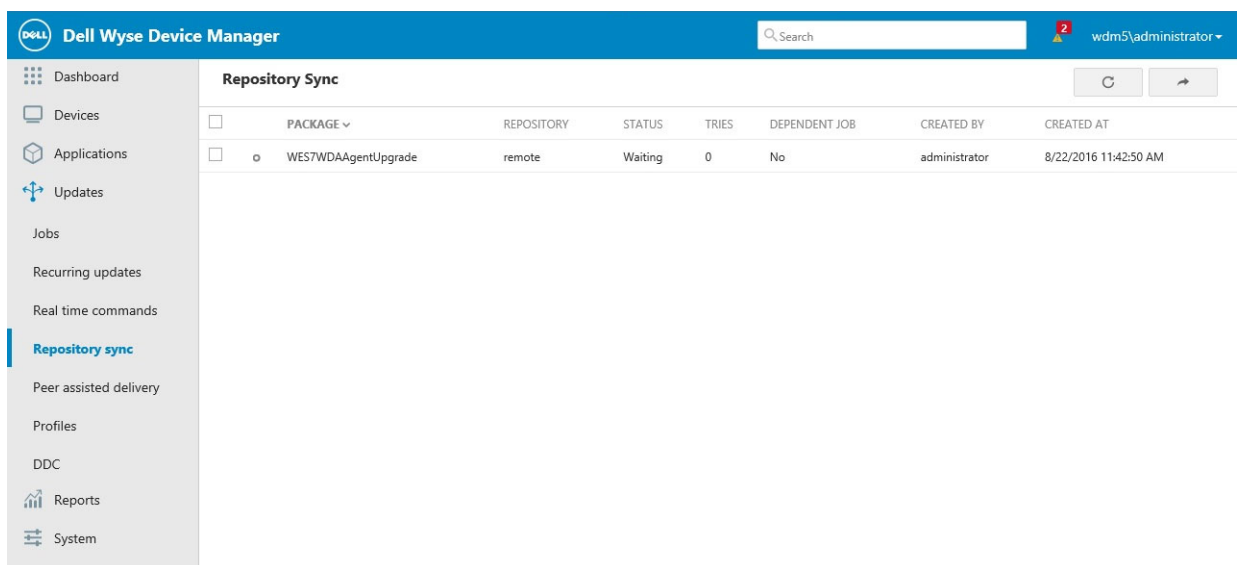 DELL Dell Wyse Device Manager Search 2 wdm5\administrator
Dashboard
Devices
Applications
Updates
Jobs
Recurring updates
Real time commands
Repository sync
Peer assisted delivery
Profiles
DDC
Reports
System
Repository Sync
PACKAGE REPOSITORY STATUS TRIES DEPENDENT JOB CREATED BY CREATED AT
WES7WDAAgentUpgrade remote Waiting 0 No administrator 8/22/2016 11:42:50 AM